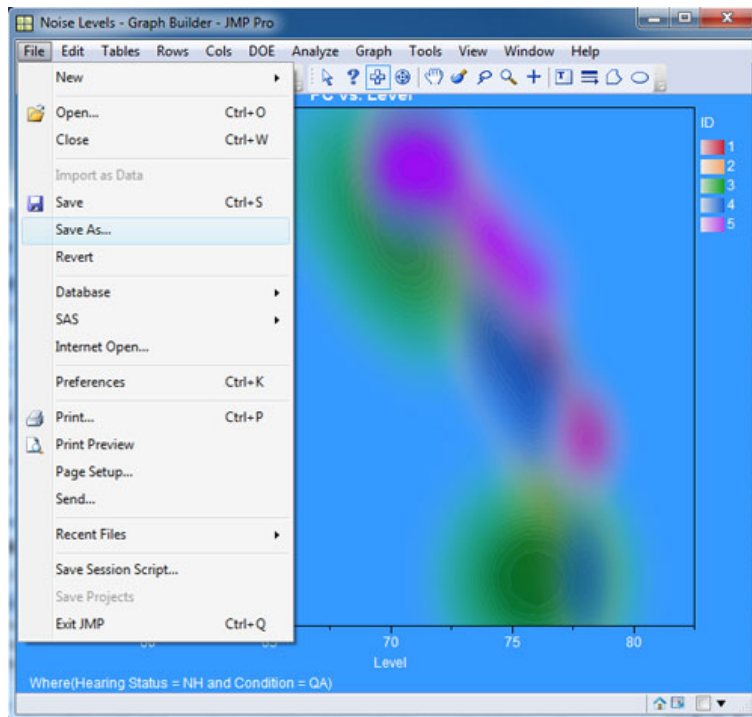 Noise Levels - Graph Builder - JMP Pro
File Edit Tables Rows Cols DOE Analyze Graph Tools View Window Help
New
Open... Ctrl+O
Close Ctrl+W
Import as Data
Save Ctrl+S
Save As...
Revert
Database
SAS
Internet Open...
Preferences Ctrl+K
Print... Ctrl+P
Print Preview
Page Setup...
Send...
Recent Files
Save Session Script...
Save Projects
Exit JMP Ctrl+Q
vs. Level
ID
1
2
3
4
5
70 75 80
Level
Where(Hearing Status = NH and Condition = QA)